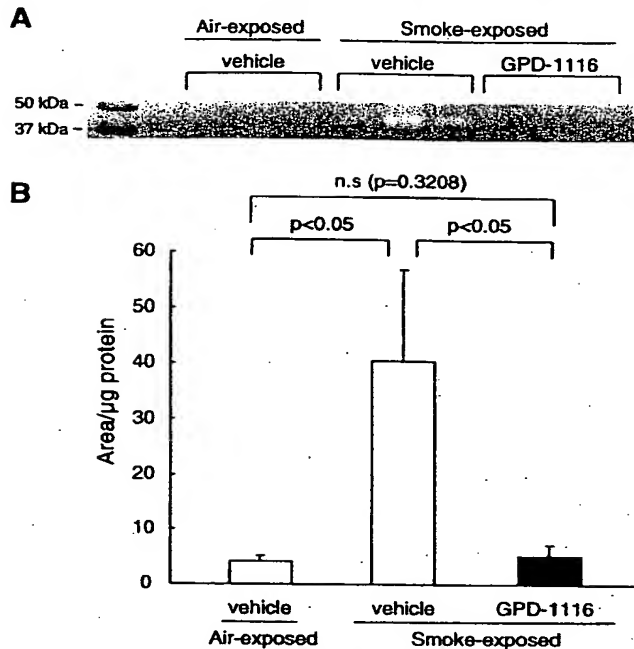 A
Air-exposed Smoke-exposed
vehicle vehicle GPD-1116
50 kDa –
37 kDa –
B
n.s (p=0.3208)
p<0.05 p<0.05
60
50
40
30
20
10
0
Area/µg protein
vehicle vehicle GPD-1116
Air-exposed Smoke-exposed